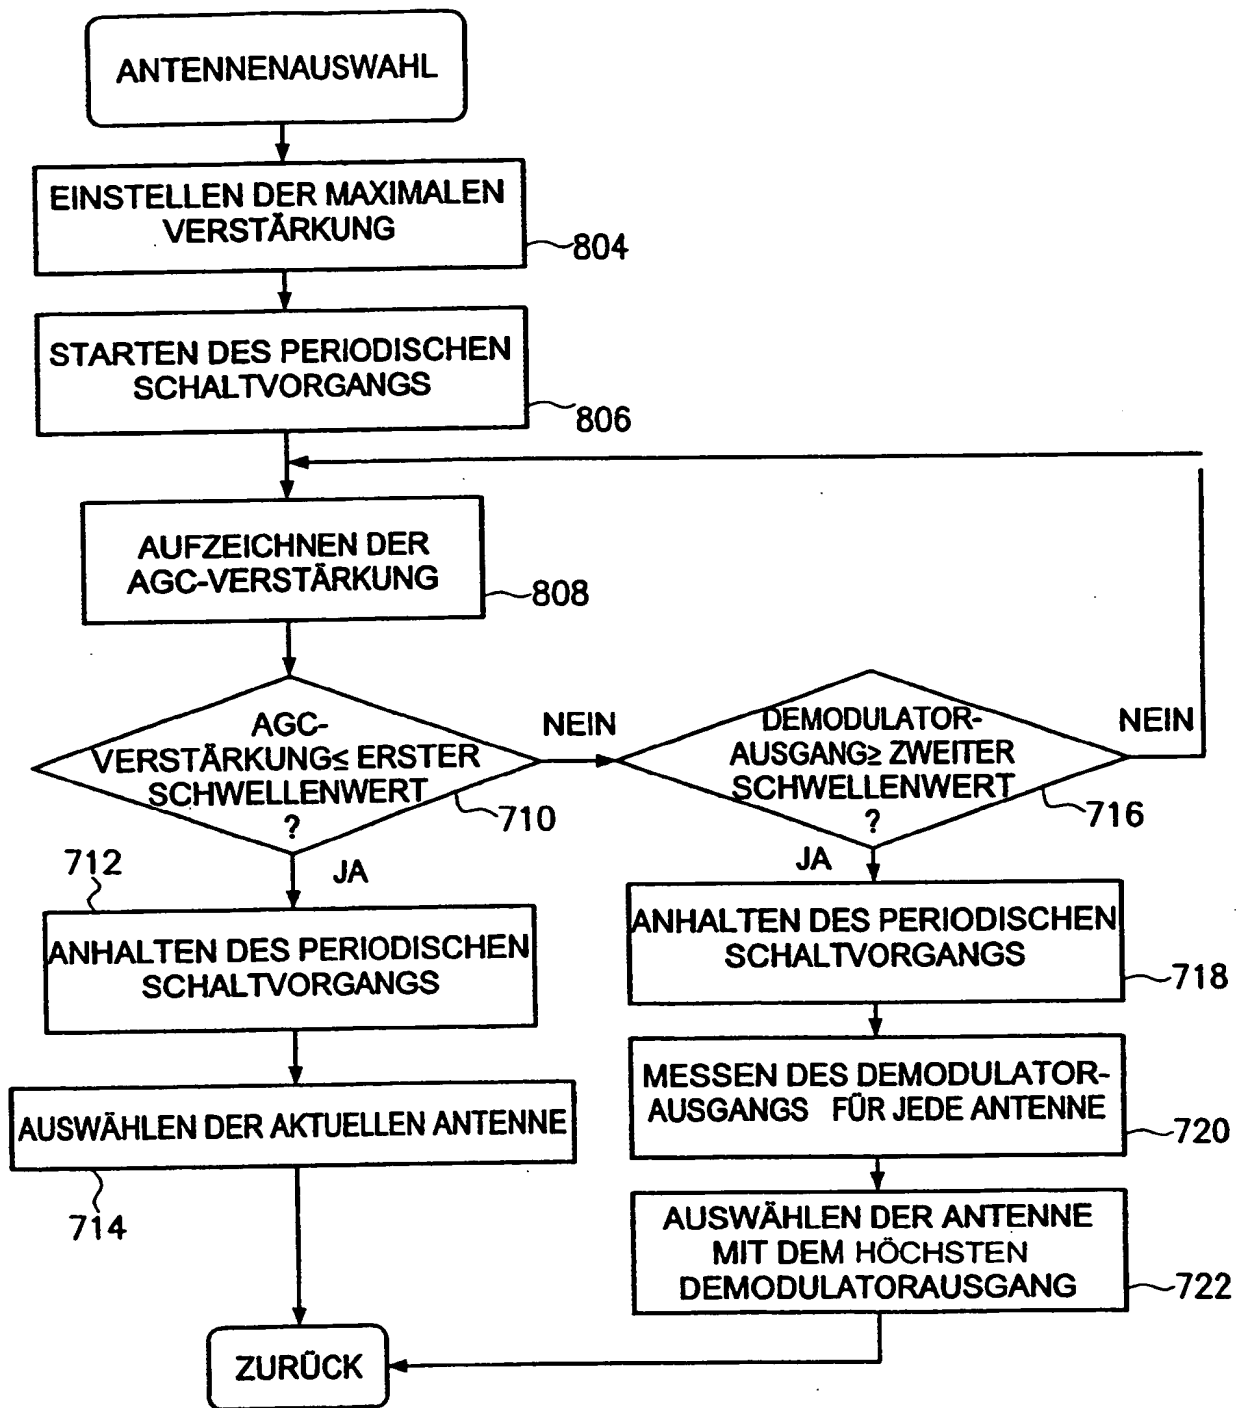 ANTENNENAUSWAHL
EINSTELLEN DER MAXIMALEN
VERSTÄRKUNG
804
STARTEN DES PERIODISCHEN
SCHALTVORGANGS
806
AUFZEICHNEN DER
AGC-VERSTÄRKUNG
808
AGC-
VERSTÄRKUNG≤ ERSTER
SCHWELLENWERT
?
710
NEIN
JA
DEMODULATOR-
AUSGANG≥ ZWEITER
SCHWELLENWERT
?
716
NEIN
JA
712
ANHALTEN DES PERIODISCHEN
SCHALTVORGANGS
AUSWÄHLEN DER AKTUELLEN ANTENNE
714
ANHALTEN DES PERIODISCHEN
SCHALTVORGANGS
718
MESSEN DES DEMODULATOR-
AUSGANGS FÜR JEDE ANTENNE
720
AUSWÄHLEN DER ANTENNE
MIT DEM HÖCHSTEN
DEMODULATORAUSGANG
722
ZURÜCK